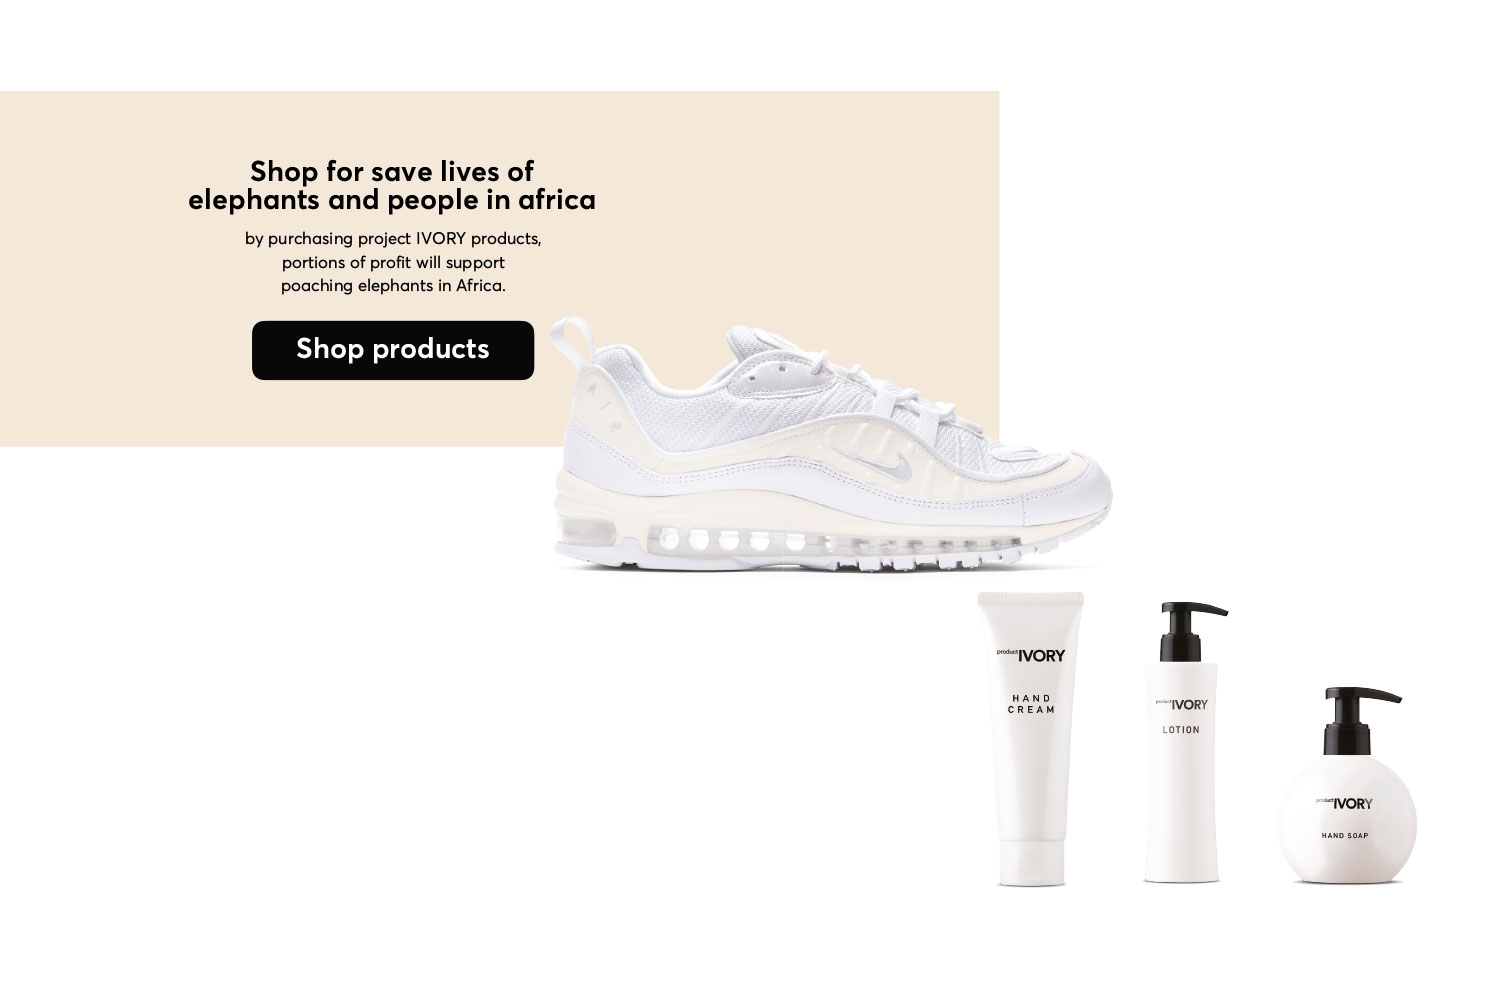 Shop for save lives of
elephants and people in africa
by purchasing project IVORY products,
portions of profit will support
poaching elephants in Africa.
Shop products
A I R
productIVORY
HAND
CREAM
productIVORY
LOTION
productIVORY
HAND SOAP